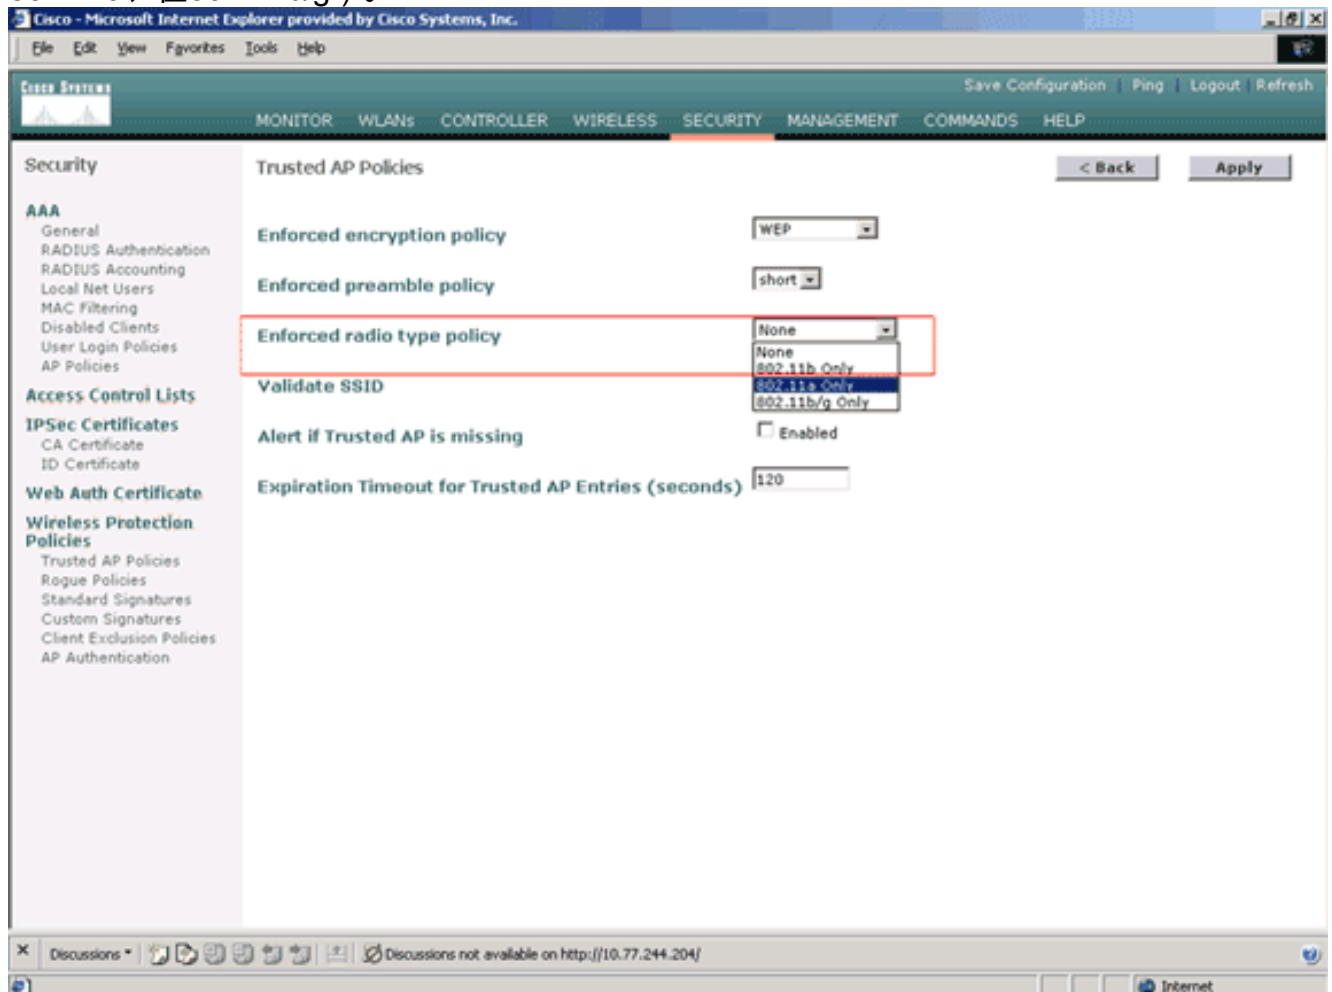 Cisco - Microsoft Internet Explorer provided by Cisco Systems, Inc.
File Edit View Favorites Tools Help
CISCO SYSTEMS
Save Configuration | Ping | Logout | Refresh
MONITOR WLANs CONTROLLER WIRELESS SECURITY MANAGEMENT COMMANDS HELP
Security
AAA
General
RADIUS Authentication
RADIUS Accounting
Local Net Users
MAC Filtering
Disabled Clients
User Login Policies
AP Policies
Access Control Lists
IPSec Certificates
CA Certificate
ID Certificate
Web Auth Certificate
Wireless Protection
Policies
Trusted AP Policies
Rogue Policies
Standard Signatures
Custom Signatures
Client Exclusion Policies
AP Authentication
Trusted AP Policies
< Back Apply
Enforced encryption policy WEP
Enforced preamble policy short
Enforced radio type policy None
None
802.11b Only
802.11a Only
802.11b/g Only
Validate SSID
Alert if Trusted AP is missing Enabled
Expiration Timeout for Trusted AP Entries (seconds) 120
Discussions Discussions not available on http://10.77.244.204/
Internet